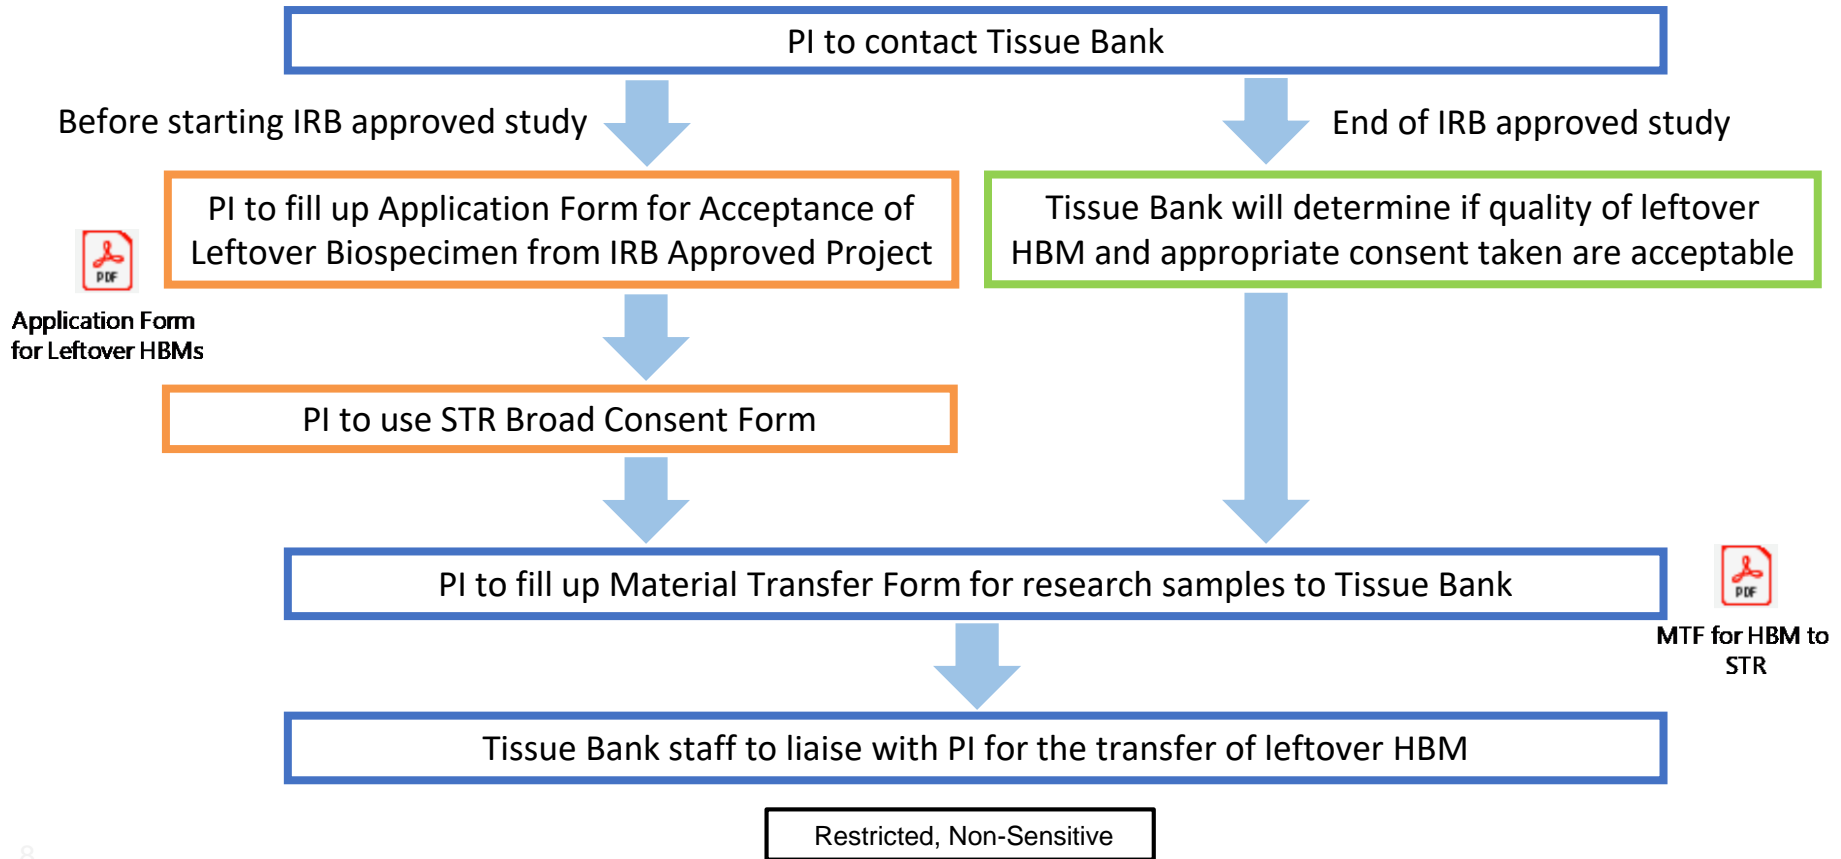 PI to contact Tissue Bank
Before starting IRB approved study
End of IRB approved study
PI to fill up Application Form for Acceptance of
Leftover Biospecimen from IRB Approved Project
Tissue Bank will determine if quality of leftover
HBM and appropriate consent taken are acceptable
PDF
Application Form
for Leftover HBMs
PI to use STR Broad Consent Form
PI to fill up Material Transfer Form for research samples to Tissue Bank
PDF
MTF for HBM to
STR
Tissue Bank staff to liaise with PI for the transfer of leftover HBM
Restricted, Non-Sensitive
8